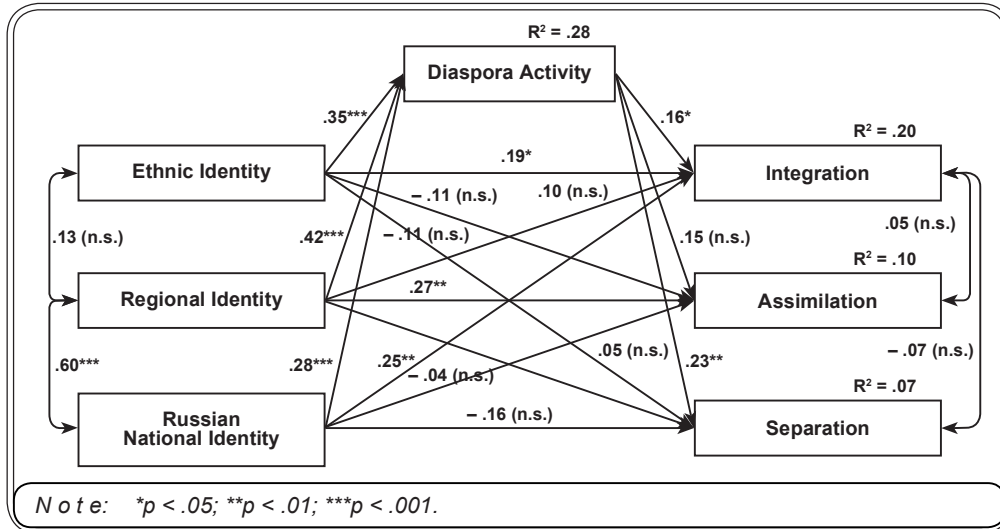 R² = .28
Diaspora Activity
.35***
.16*
R² = .20
Ethnic Identity
.19*
Integration
– .11 (n.s.)
.10 (n.s.)
.13 (n.s.)
.42***
– .11 (n.s.)
.15 (n.s.)
.05 (n.s.)
R² = .10
Regional Identity
.27**
Assimilation
.60***
.28***
.25**
– .04 (n.s.)
.05 (n.s.)
.23**
– .07 (n.s.)
R² = .07
Russian
National Identity
– .16 (n.s.)
Separation
Note: *p < .05; **p < .01; ***p < .001.